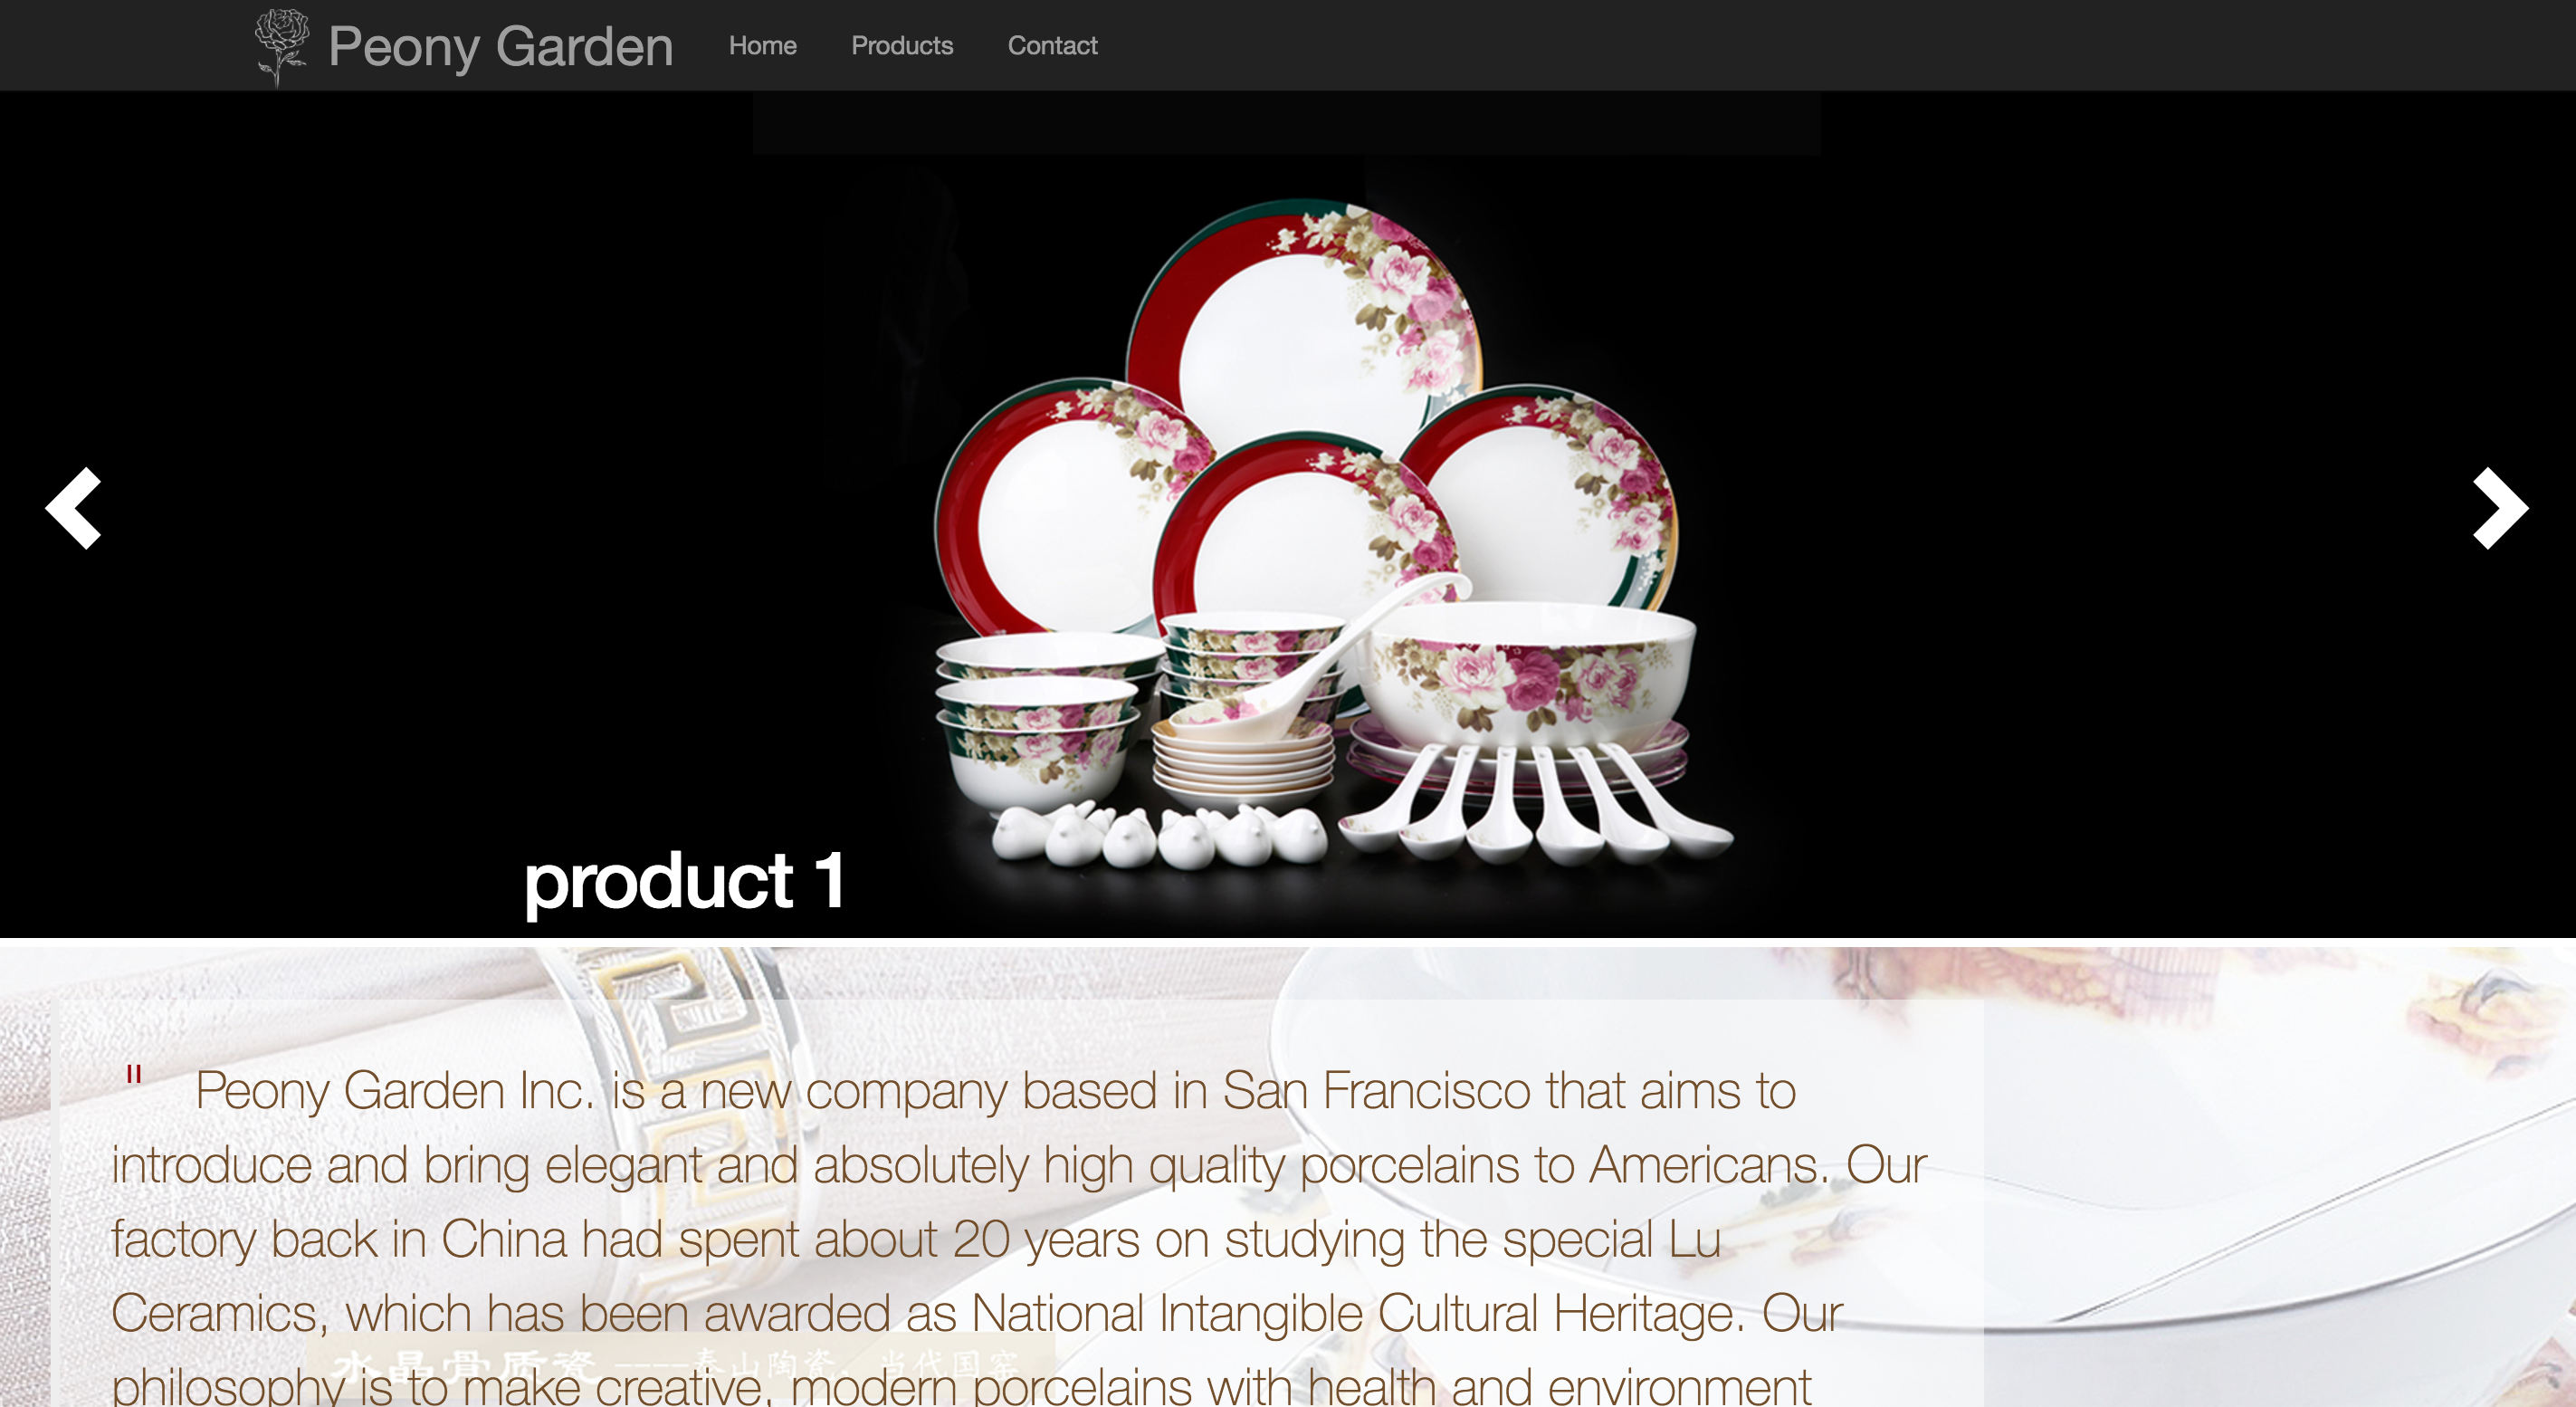 Peony Garden
Home
Products
Contact
product 1
" Peony Garden Inc. is a new company based in San Francisco that aims to
introduce and bring elegant and absolutely high quality porcelains to Americans. Our
factory back in China had spent about 20 years on studying the special Lu
Ceramics, which has been awarded as National Intangible Cultural Heritage. Our
水晶骨质瓷 ----泰山陶瓷、当代国窑
philosophy is to make creative, modern porcelains with health and environment